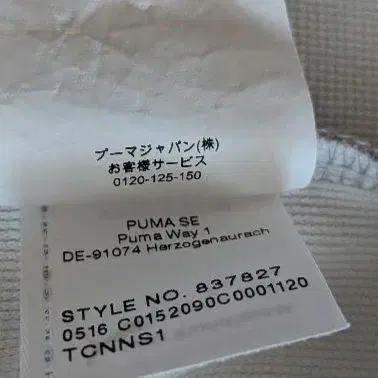 プーマジャパン(株)
お客様サービス
0120-125-150
PUMA SE
Puma Way 1
DE-91074 Herzogenaurach
STYLE NO. 837827
0516 C0152090C0001120
TCNNS1